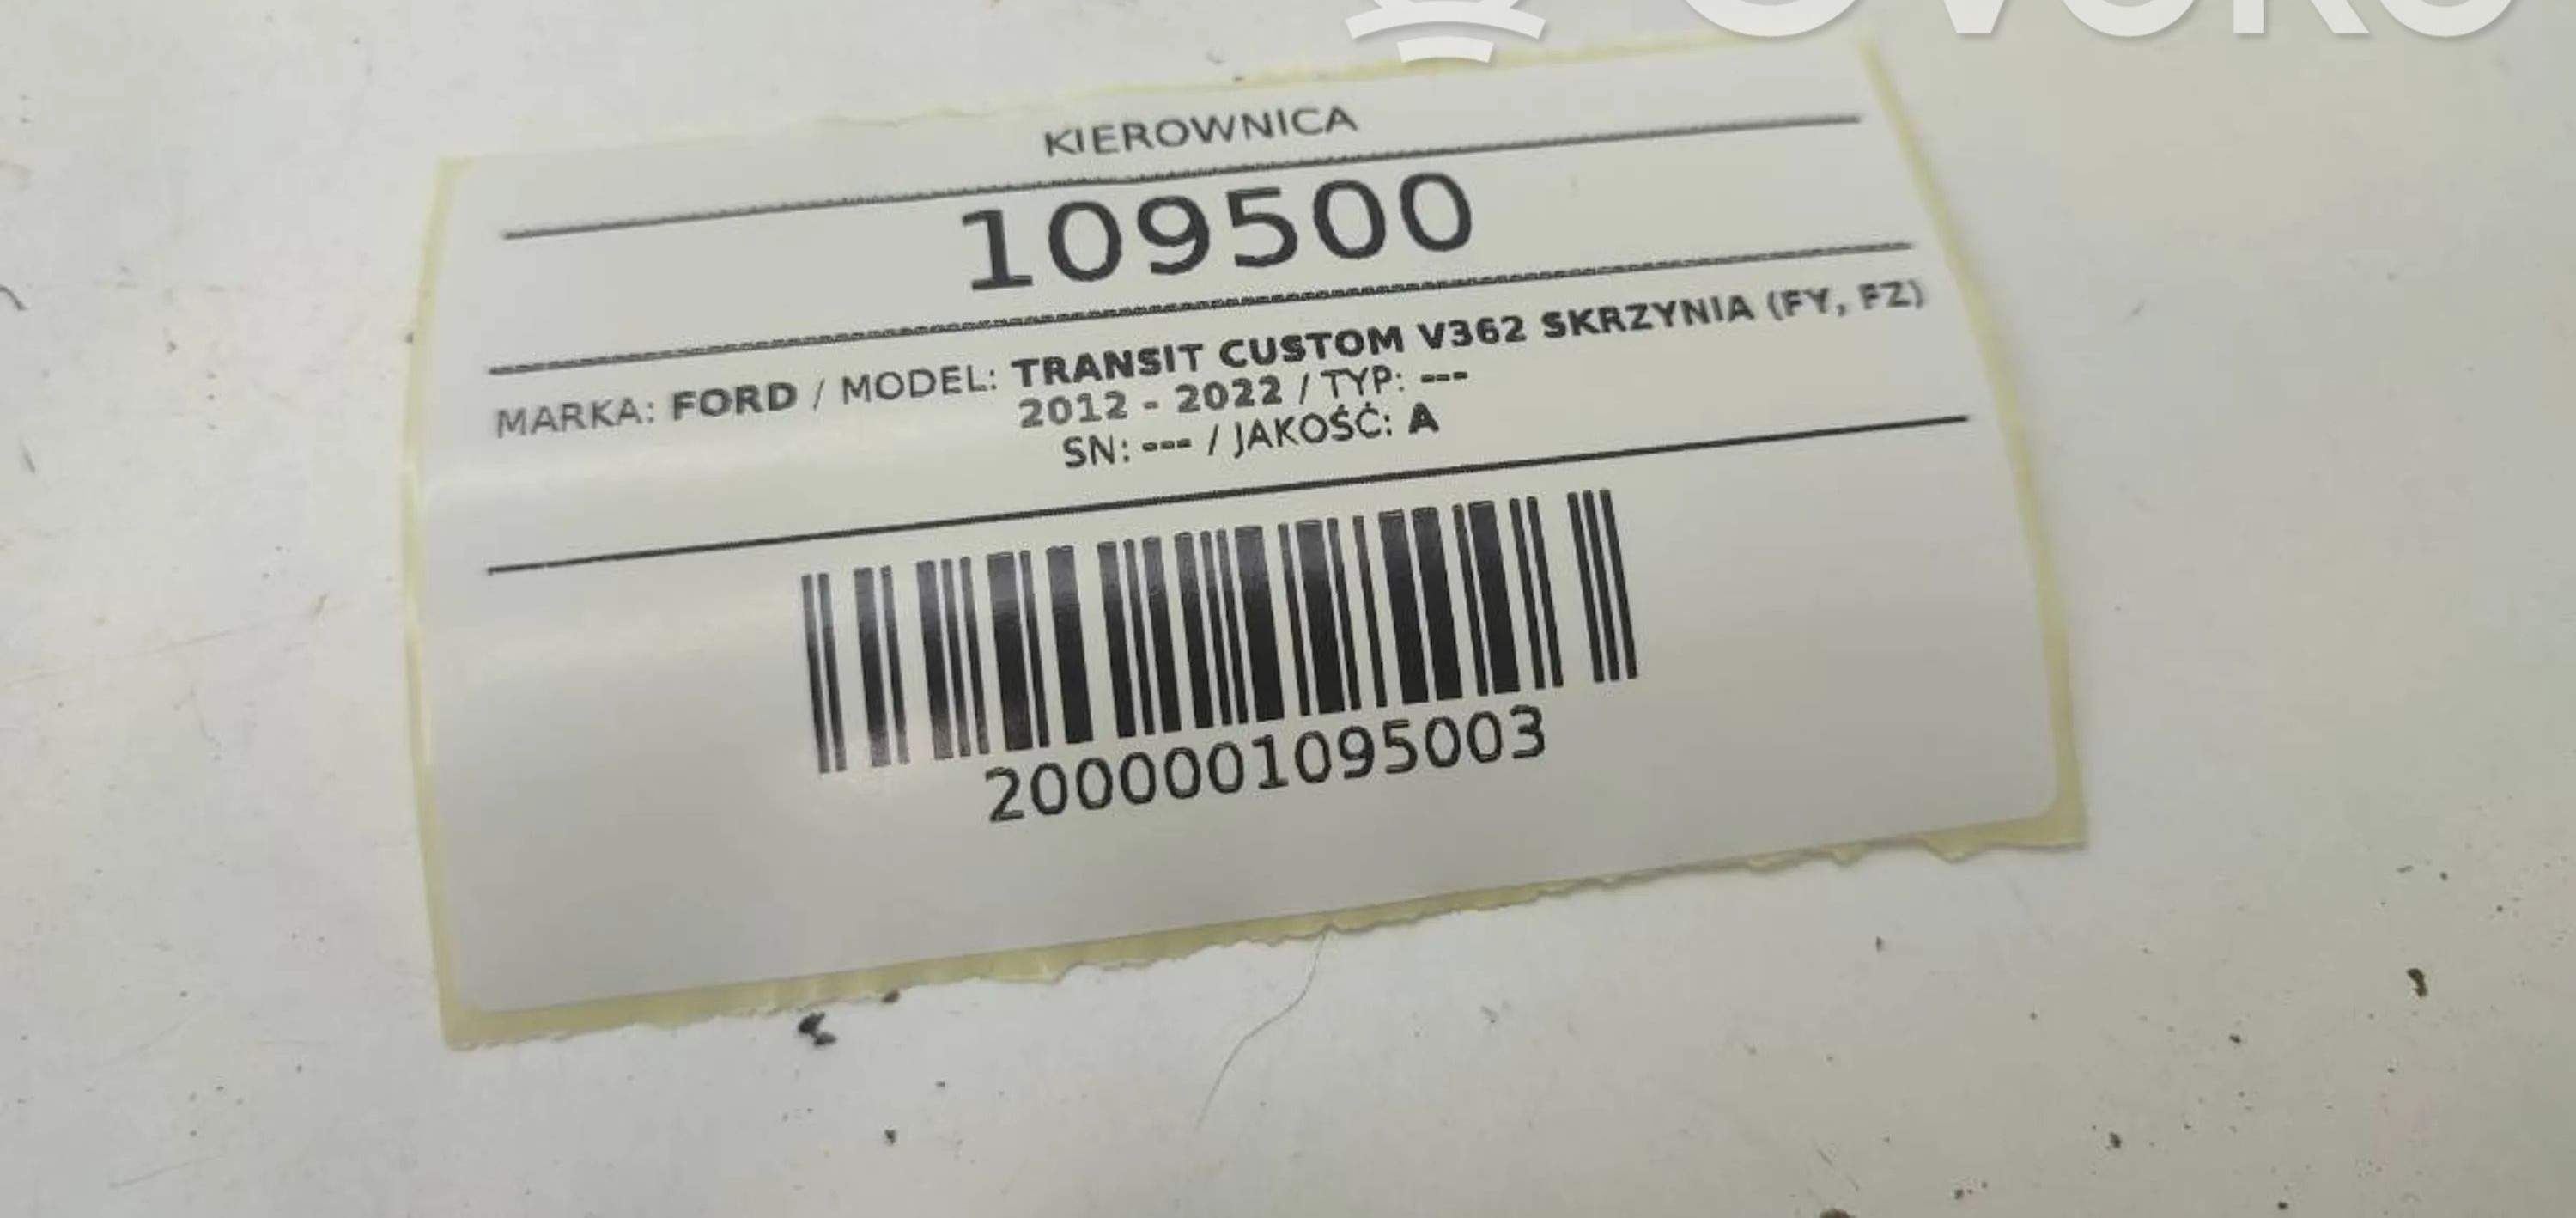 KIEROWNICA
109500
MARKA: FORD / MODEL: TRANSIT CUSTOM V362 SKRZYNIA (FY, FZ)
2012 - 2022 / TYP: ---
SN: --- / JAKOŚĆ: A
2000001095003